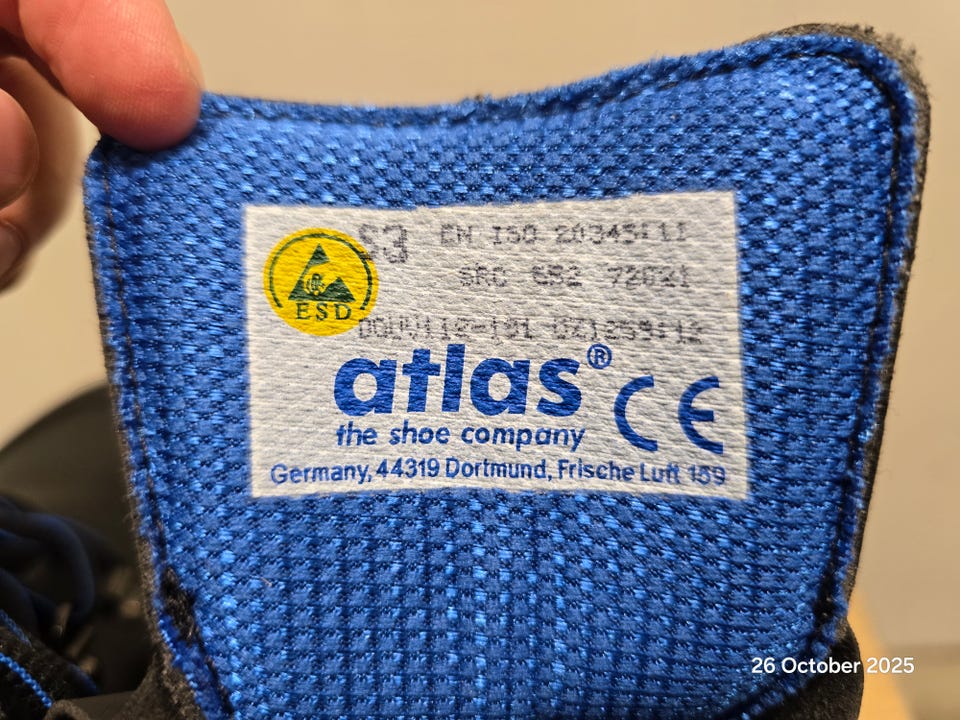 S3 EN ISO 20345:11
SRC 72021
ESD
atlas®
CE
the shoe company
Germany, 44319 Dortmund, Frische Luft 159
26 October 2025